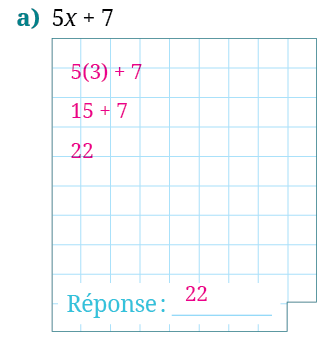 a) 5x + 7
5(3) + 7
15 + 7
22
Réponse : 22